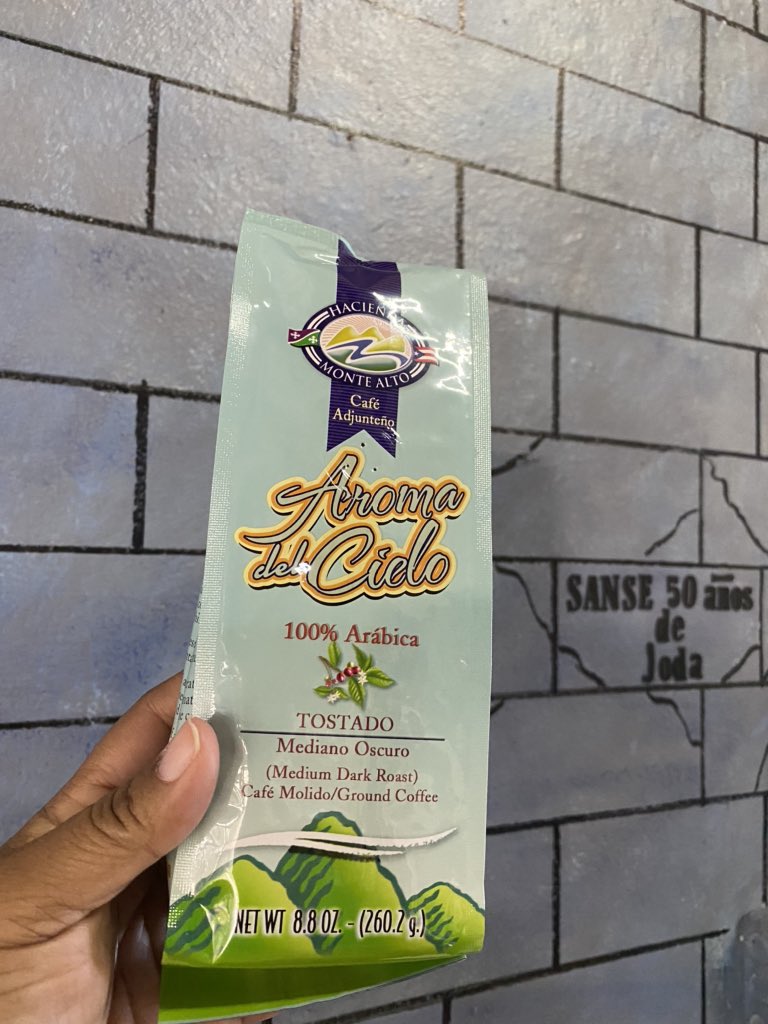 HACIEN
MONTE ALTO
Café
Adjunteño
Aroma
del Cielo
100% Arábica
TOSTADO
Mediano Oscuro
(Medium Dark Roast)
Café Molido/Ground Coffee
NET WT 8.8 OZ. - (260.2 g.)
SANSE 50 años
de
Joda